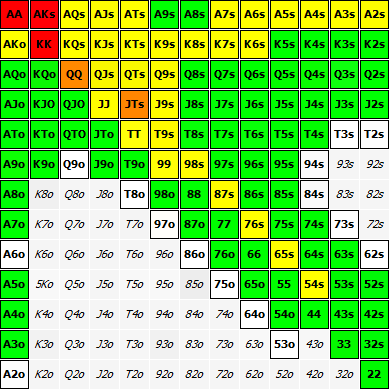 AA AKs AQs AJs ATs A9s A8s A7s A6s A5s A4s A3s A2s
AKo KK KQs KJs KTs K9s K8s K7s K6s K5s K4s K3s K2s
AQo KQo QQ QJs QTs Q9s Q8s Q7s Q6s Q5s Q4s Q3s Q2s
AJo KJO QJO JJ JTs J9s J8s J7s J6s J5s J4s J3s J2s
ATo KTo QTO JTo TT T9s T8s T7s T6s T5s T4s T3s T2s
A9o K9o Q9o J9o T9o 99 98s 97s 96s 95s 94s 93s 92s
A8o K8o Q8o J8o T8o 98o 88 87s 86s 85s 84s 83s 82s
A7o K7o Q7o J7o T7o 97o 87o 77 76s 75s 74s 73s 72s
A6o K6o Q6o J6o T6o 96o 86o 76o 66 65s 64s 63s 62s
A5o 5Ko Q5o J5o T5o 95o 85o 75o 65o 55 54s 53s 52s
A4o K4o Q4o J4o T4o 94o 84o 74o 64o 54o 44 43s 42s
A3o K3o Q3o J3o T3o 93o 83o 73o 63o 53o 43o 33 32s
A2o K2o Q2o J2o T2o 92o 82o 72o 62o 52o 42o 32o 22